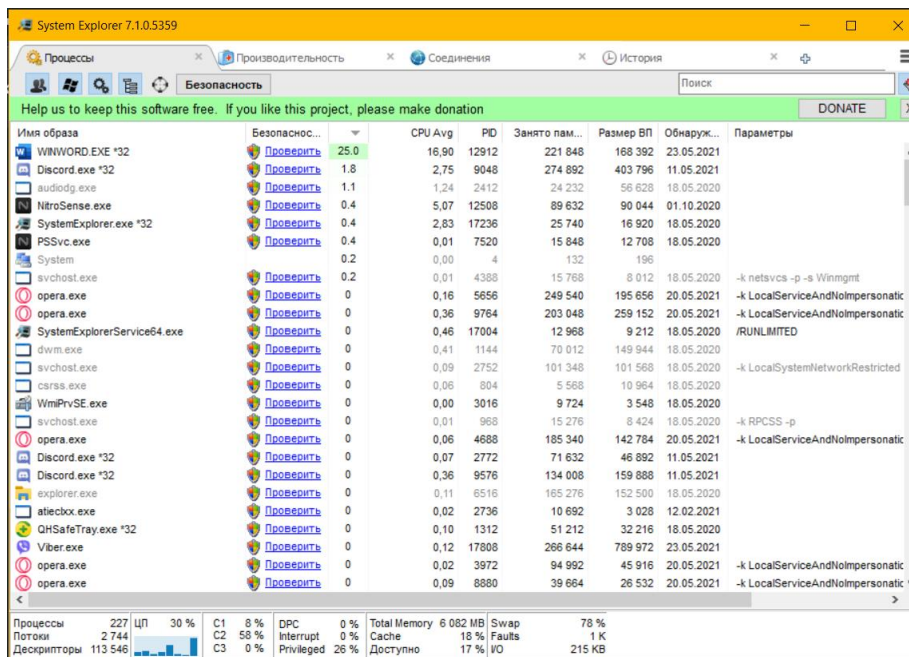 System Explorer 7.1.0.5359
Процессы Производительность Соединения История
Безопасность Поиск
Help us to keep this software free. If you like this project, please make donation DONATE
Имя образа Безопаснос... CPU Avg PID Занято пам... Размер ВП Обнаруж... Параметры
WINWORD.EXE *32 Проверить 25.0 16,90 12912 221 848 168 392 23.05.2021
Discord.exe *32 Проверить 1.8 2,75 9048 274 892 403 796 11.05.2021
audiodg.exe Проверить 1.1 1,24 2412 24 232 56 628 18.05.2020
NitroSense.exe Проверить 0.4 5,07 12508 89 632 90 044 01.10.2020
SystemExplorer.exe *32 Проверить 0.4 2,83 17236 25 740 16 920 18.05.2020
PSSvc.exe Проверить 0.4 0,01 7520 15 848 12 708 18.05.2020
System 0.2 0,00 4 132 196
svchost.exe Проверить 0.2 0,01 4388 15 768 8 012 18.05.2020 -k netsvcs -p -s Winmgmt
opera.exe Проверить 0 0,16 5656 249 540 195 656 20.05.2021 -k LocalServiceAndNoImpersonatic
opera.exe Проверить 0 0,36 9764 203 048 259 152 20.05.2021 -k LocalServiceAndNoImpersonatic
SystemExplorerService64.exe Проверить 0 0,46 17004 12 968 9 212 18.05.2020 /RUNLIMITED
dwm.exe Проверить 0 0,41 1144 70 012 149 944 18.05.2020
svchost.exe Проверить 0 0,09 2752 101 348 101 568 18.05.2020 -k LocalSystemNetworkRestricted
csrss.exe Проверить 0 0,06 804 5 568 10 964 18.05.2020
WmiPrvSE.exe Проверить 0 0,00 3016 9 724 3 548 18.05.2020
svchost.exe Проверить 0 0,01 968 15 276 8 424 18.05.2020 -k RPCSS -p
opera.exe Проверить 0 0,06 4688 185 340 142 784 20.05.2021 -k LocalServiceAndNoImpersonatic
Discord.exe *32 Проверить 0 0,07 2772 71 632 46 892 11.05.2021
Discord.exe *32 Проверить 0 0,36 9576 134 008 159 888 11.05.2021
explorer.exe Проверить 0 0,11 6516 165 276 152 500 18.05.2020
atieclxx.exe Проверить 0 0,02 2736 10 692 3 028 12.02.2021
QHSafeTray.exe *32 Проверить 0 0,10 1312 51 212 32 216 18.05.2020
Viber.exe Проверить 0 0,12 17808 266 644 789 972 23.05.2021
opera.exe Проверить 0 0,02 3972 94 992 45 916 20.05.2021 -k LocalServiceAndNoImpersonatic
opera.exe Проверить 0 0,09 8880 39 664 26 532 20.05.2021 -k LocalServiceAndNoImpersonatic
Процессы 227 ЦП 30 % C1 8 % DPC 0 % Total Memory 6 082 MB Swap 78 %
Потоки 2 744 C2 58 % Interrupt 0 % Cache 18 % Faults 1 K
Дескрипторы 113 546 C3 0 % Privileged 26 % Доступно 17 % I/O 215 KB